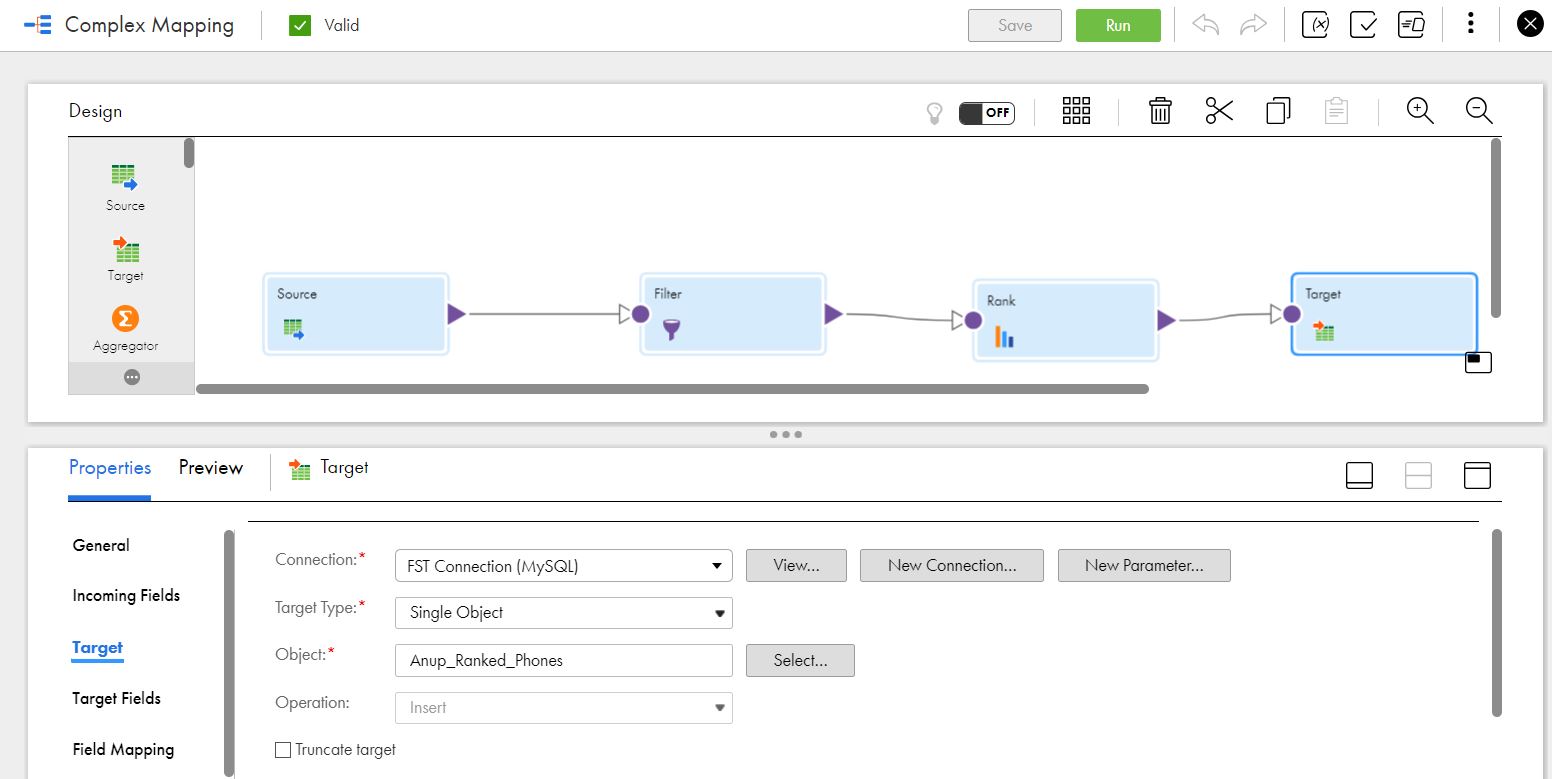 Complex Mapping
Valid
Save
Run
Design
OFF
Source
Target
Aggregator
Source
Filter
Rank
Target
Properties
Preview
Target
General
Incoming Fields
Target
Target Fields
Field Mapping
Connection:*
FST Connection (MySQL)
View...
New Connection...
New Parameter...
Target Type:*
Single Object
Object:*
Anup_Ranked_Phones
Select...
Operation:
Insert
Truncate target